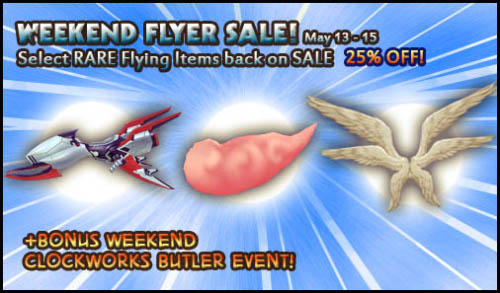 WEEKEND FLYER SALE! May 13 - 15
Select RARE Flying Items back on SALE 25% OFF!
+BONUS WEEKEND
CLOCKWORKS BUTLER EVENT!